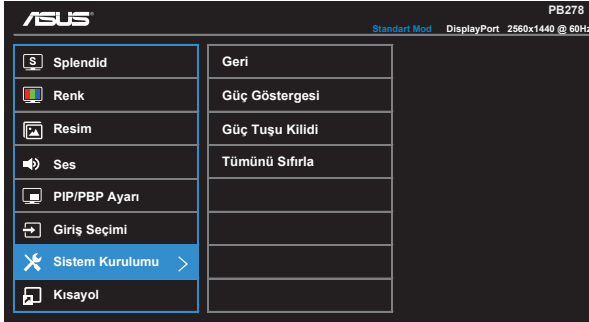 ASUS
PB278
Standart Mod DisplayPort 2560x1440 @ 60Hz
S Splendid
Renk
Resim
Ses
PIP/PBP Ayarı
Giriş Seçimi
Sistem Kurulumu
Kısayol
Geri
Güç Göstergesi
Güç Tuşu Kilidi
Tümünü Sıfırla